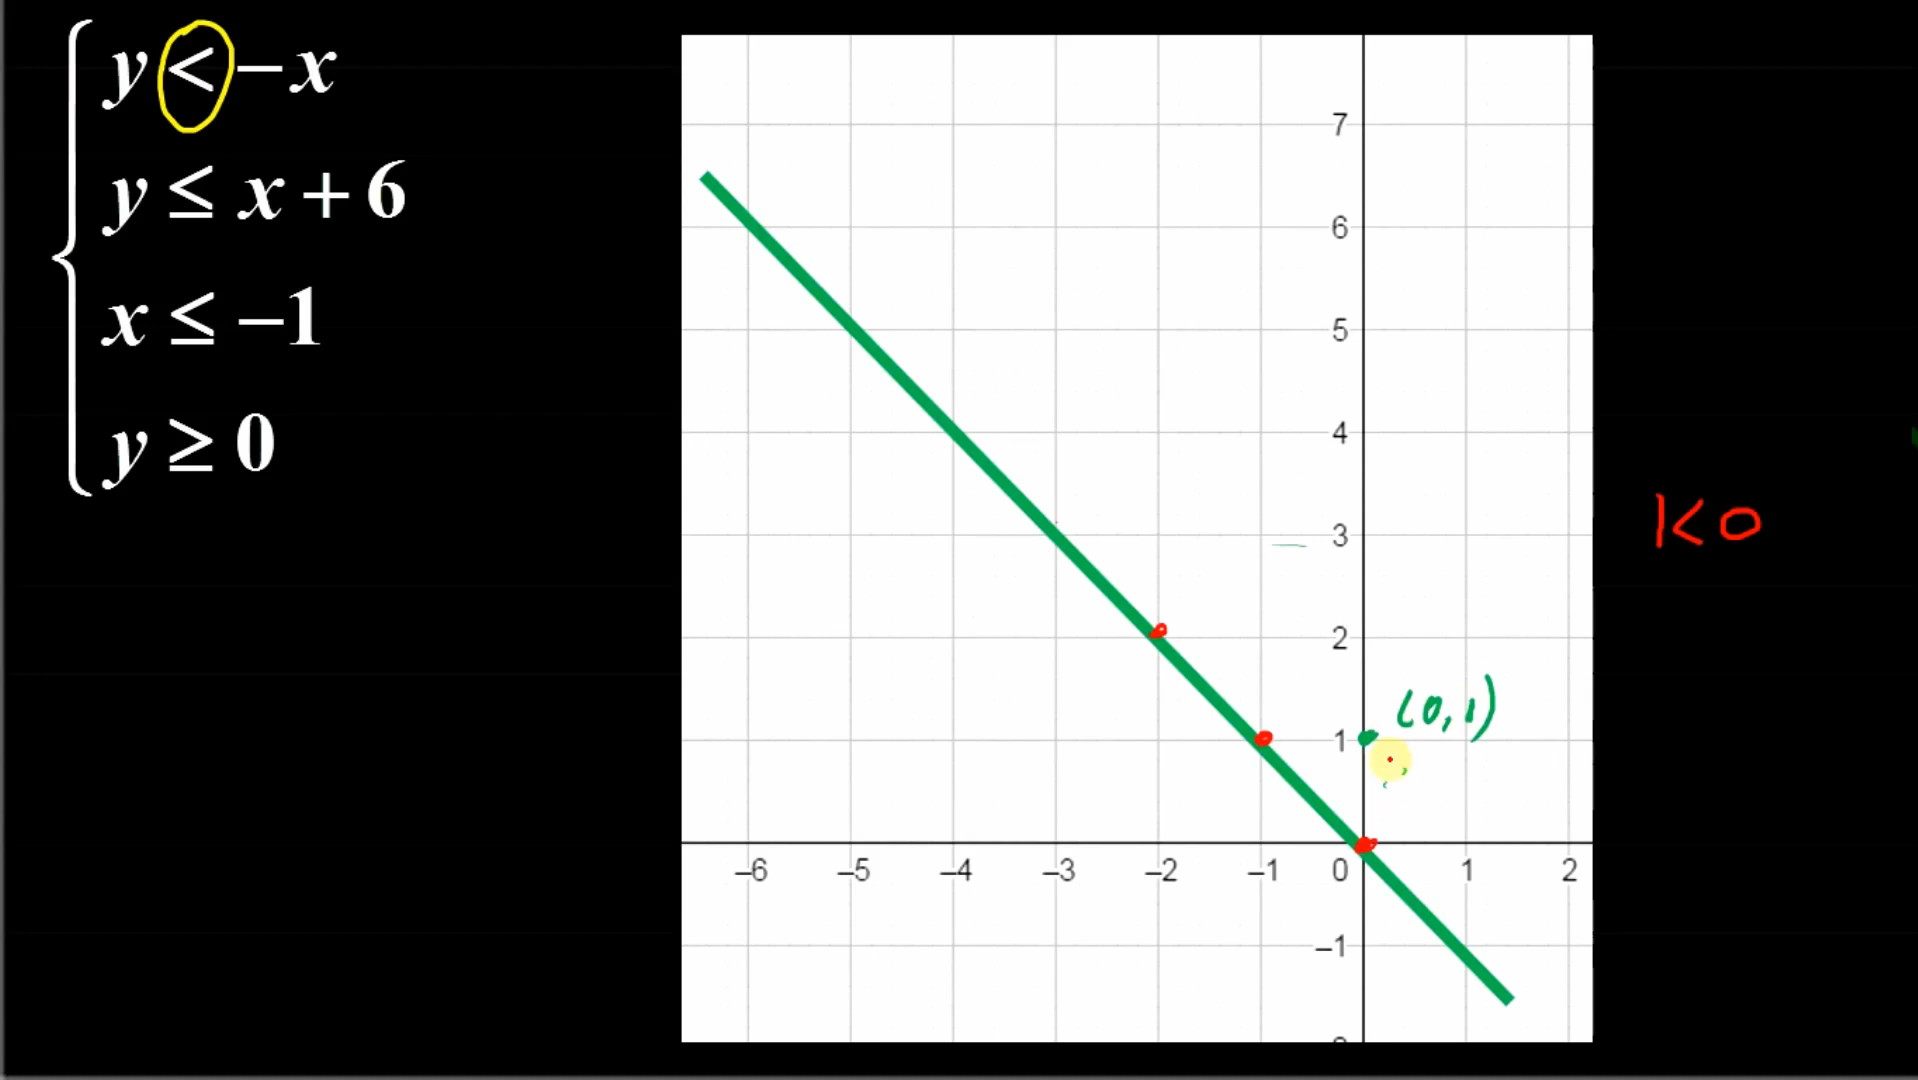 y < −x
y ≤ x + 6
x ≤ −1
y ≥ 0
7
6
5
4
3
2
1
(0, 1)
−6 −5 −4 −3 −2 −1 0 1 2
−1
1 < 0